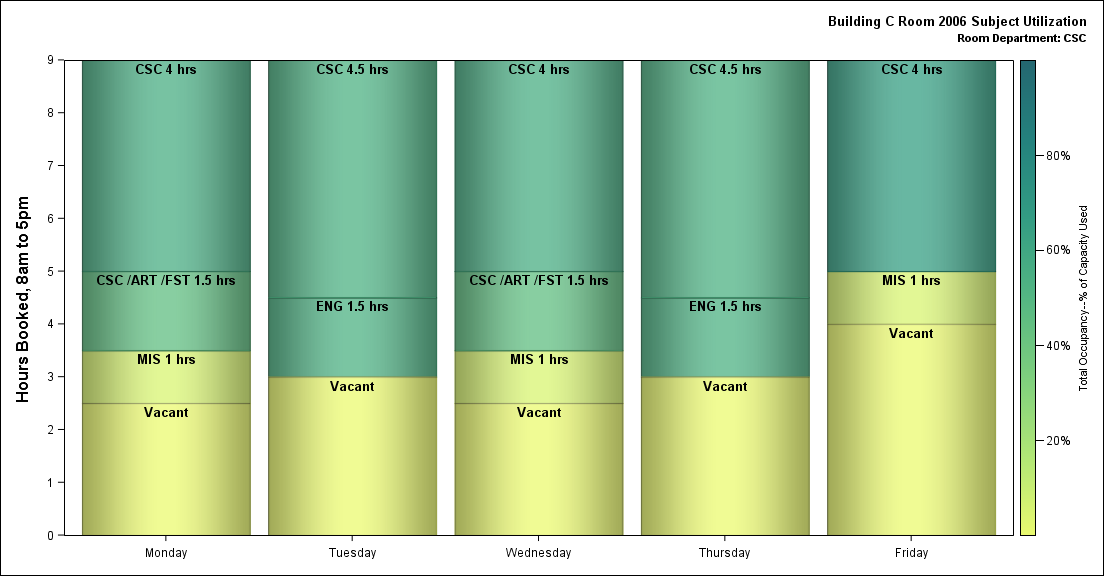 Building C Room 2006 Subject Utilization
Room Department: CSC
Hours Booked, 8am to 5pm
9
8
7
6
5
4
3
2
1
0
CSC 4 hrs
CSC /ART /FST 1.5 hrs
MIS 1 hrs
Vacant
CSC 4.5 hrs
ENG 1.5 hrs
Vacant
CSC 4 hrs
CSC /ART /FST 1.5 hrs
MIS 1 hrs
Vacant
CSC 4.5 hrs
ENG 1.5 hrs
Vacant
CSC 4 hrs
MIS 1 hrs
Vacant
Monday
Tuesday
Wednesday
Thursday
Friday
80%
60%
40%
20%
Total Occupancy--% of Capacity Used